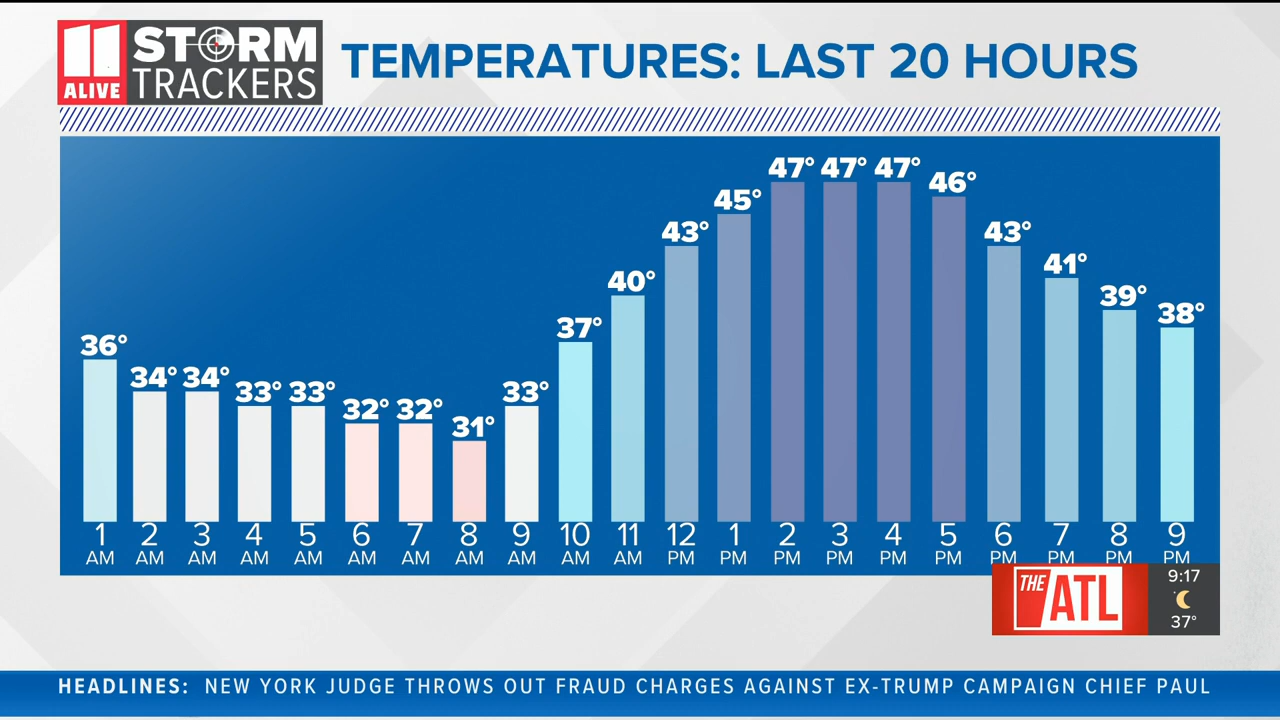 11 ALIVE
STORM TRACKERS
TEMPERATURES: LAST 20 HOURS
36° 34° 34° 33° 33° 32° 32° 31° 33° 37° 40° 43° 45° 47° 47° 47° 46° 43° 41° 39° 38°
1 2 3 4 5 6 7 8 9 10 11 12 1 2 3 4 5 6 7 8 9
AM AM AM AM AM AM AM AM AM AM AM PM PM PM PM PM PM PM PM PM PM
THE ATL
9:17
37°
HEADLINES: NEW YORK JUDGE THROWS OUT FRAUD CHARGES AGAINST EX-TRUMP CAMPAIGN CHIEF PAUL